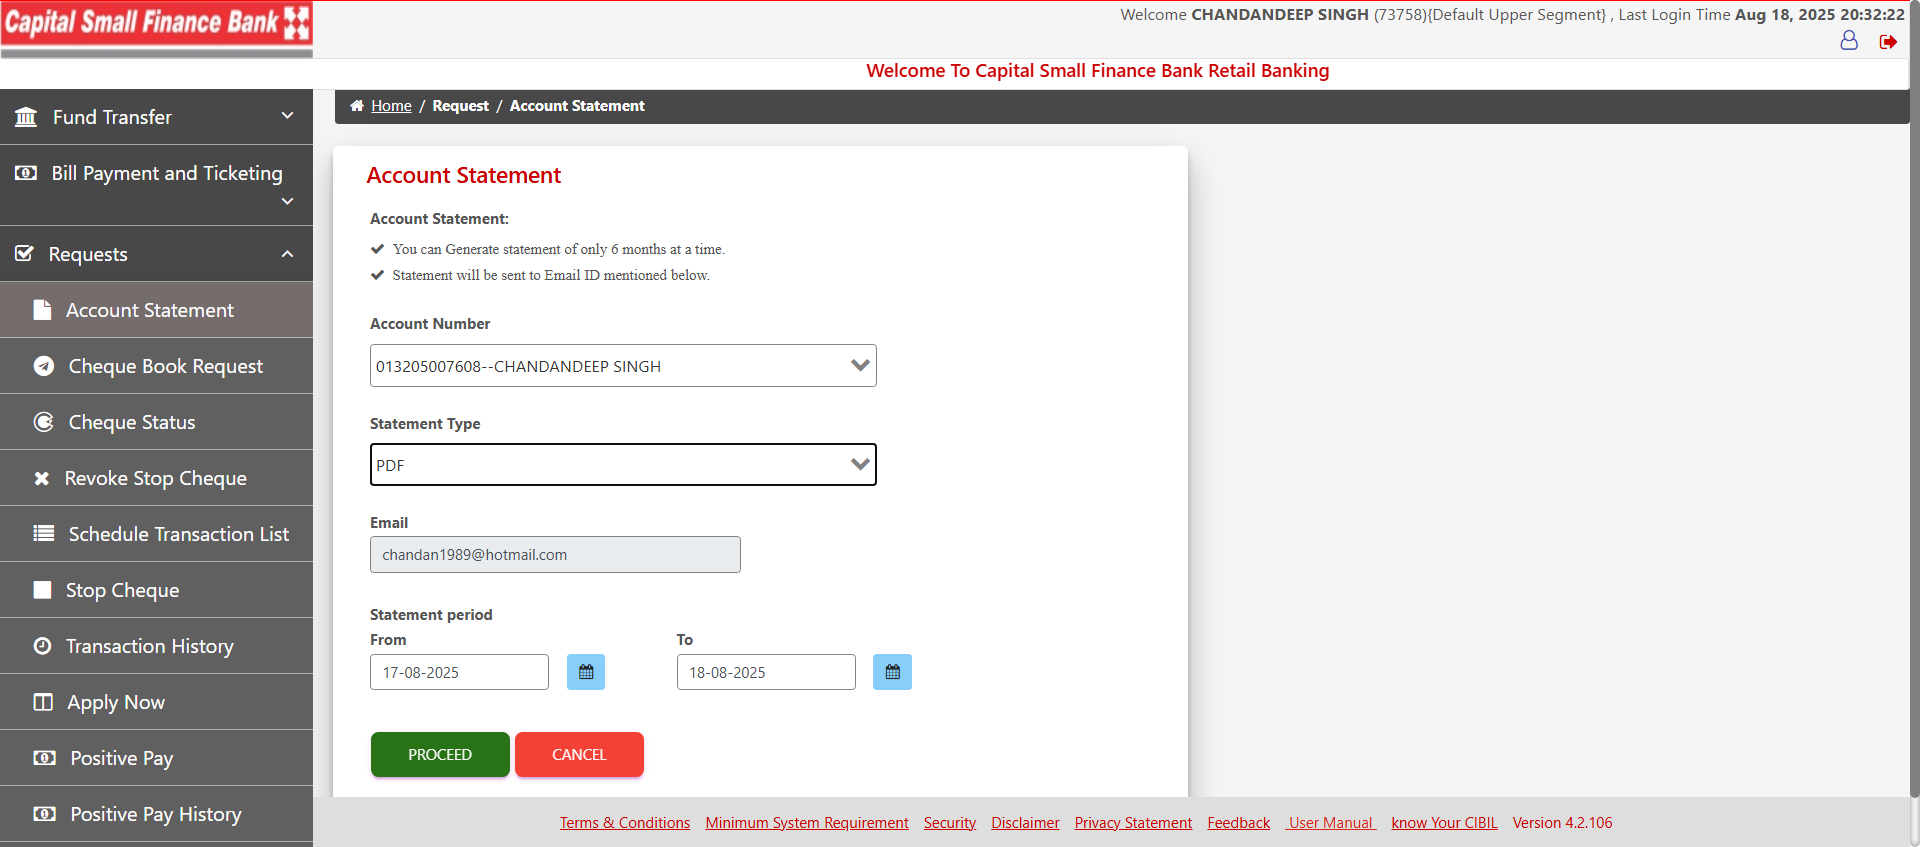 Capital Small Finance Bank
Welcome CHANDANDEEP SINGH (73758){Default Upper Segment} , Last Login Time Aug 18, 2025 20:32:22
Welcome To Capital Small Finance Bank Retail Banking
Fund Transfer
Bill Payment and Ticketing
Requests
Account Statement
Cheque Book Request
Cheque Status
Revoke Stop Cheque
Schedule Transaction List
Stop Cheque
Transaction History
Apply Now
Positive Pay
Positive Pay History
Home / Request / Account Statement
Account Statement
Account Statement:
You can Generate statement of only 6 months at a time.
Statement will be sent to Email ID mentioned below.
Account Number
013205007608--CHANDANDEEP SINGH
Statement Type
PDF
Email
chandan1989@hotmail.com
Statement period
From To
17-08-2025 18-08-2025
PROCEED CANCEL
Terms & Conditions Minimum System Requirement Security Disclaimer Privacy Statement Feedback User Manual know Your CIBIL Version 4.2.106